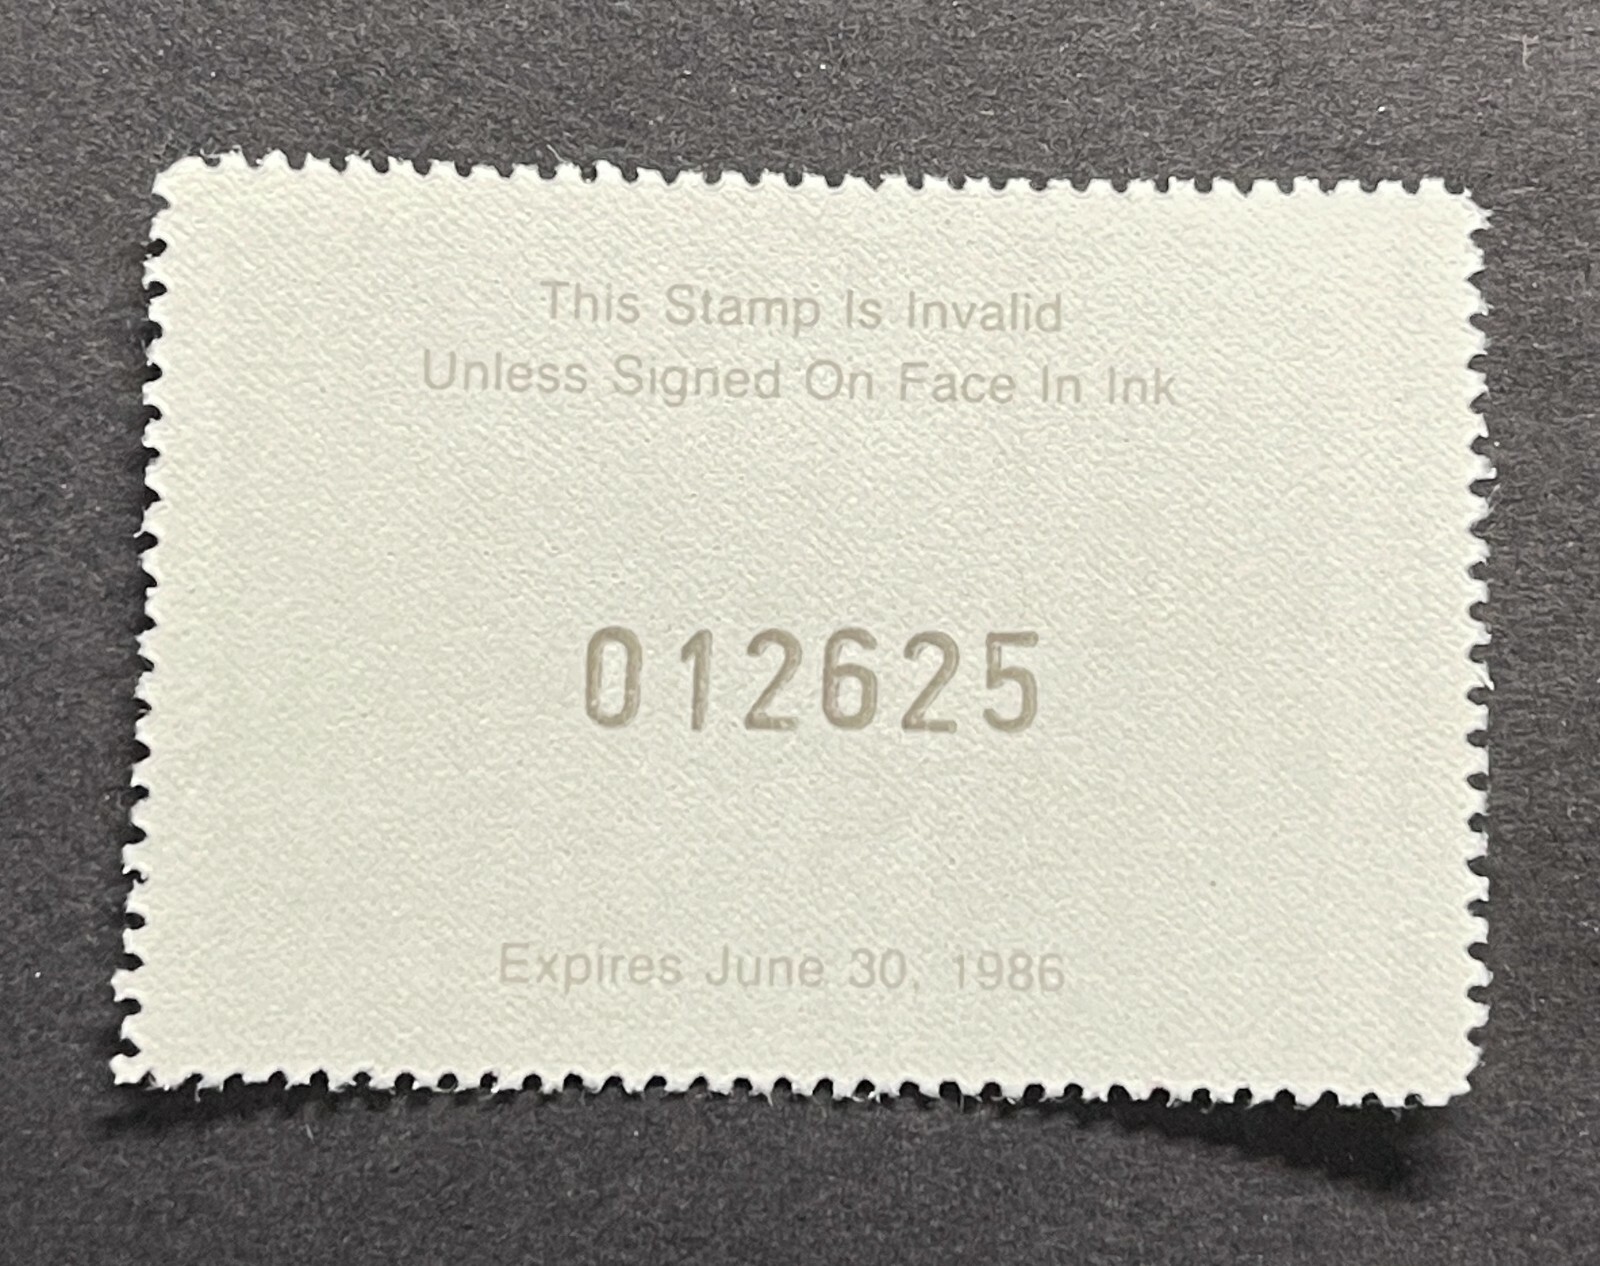 This Stamp Is Invalid
Unless Signed On Face In Ink
012625
Expires June 30, 1986